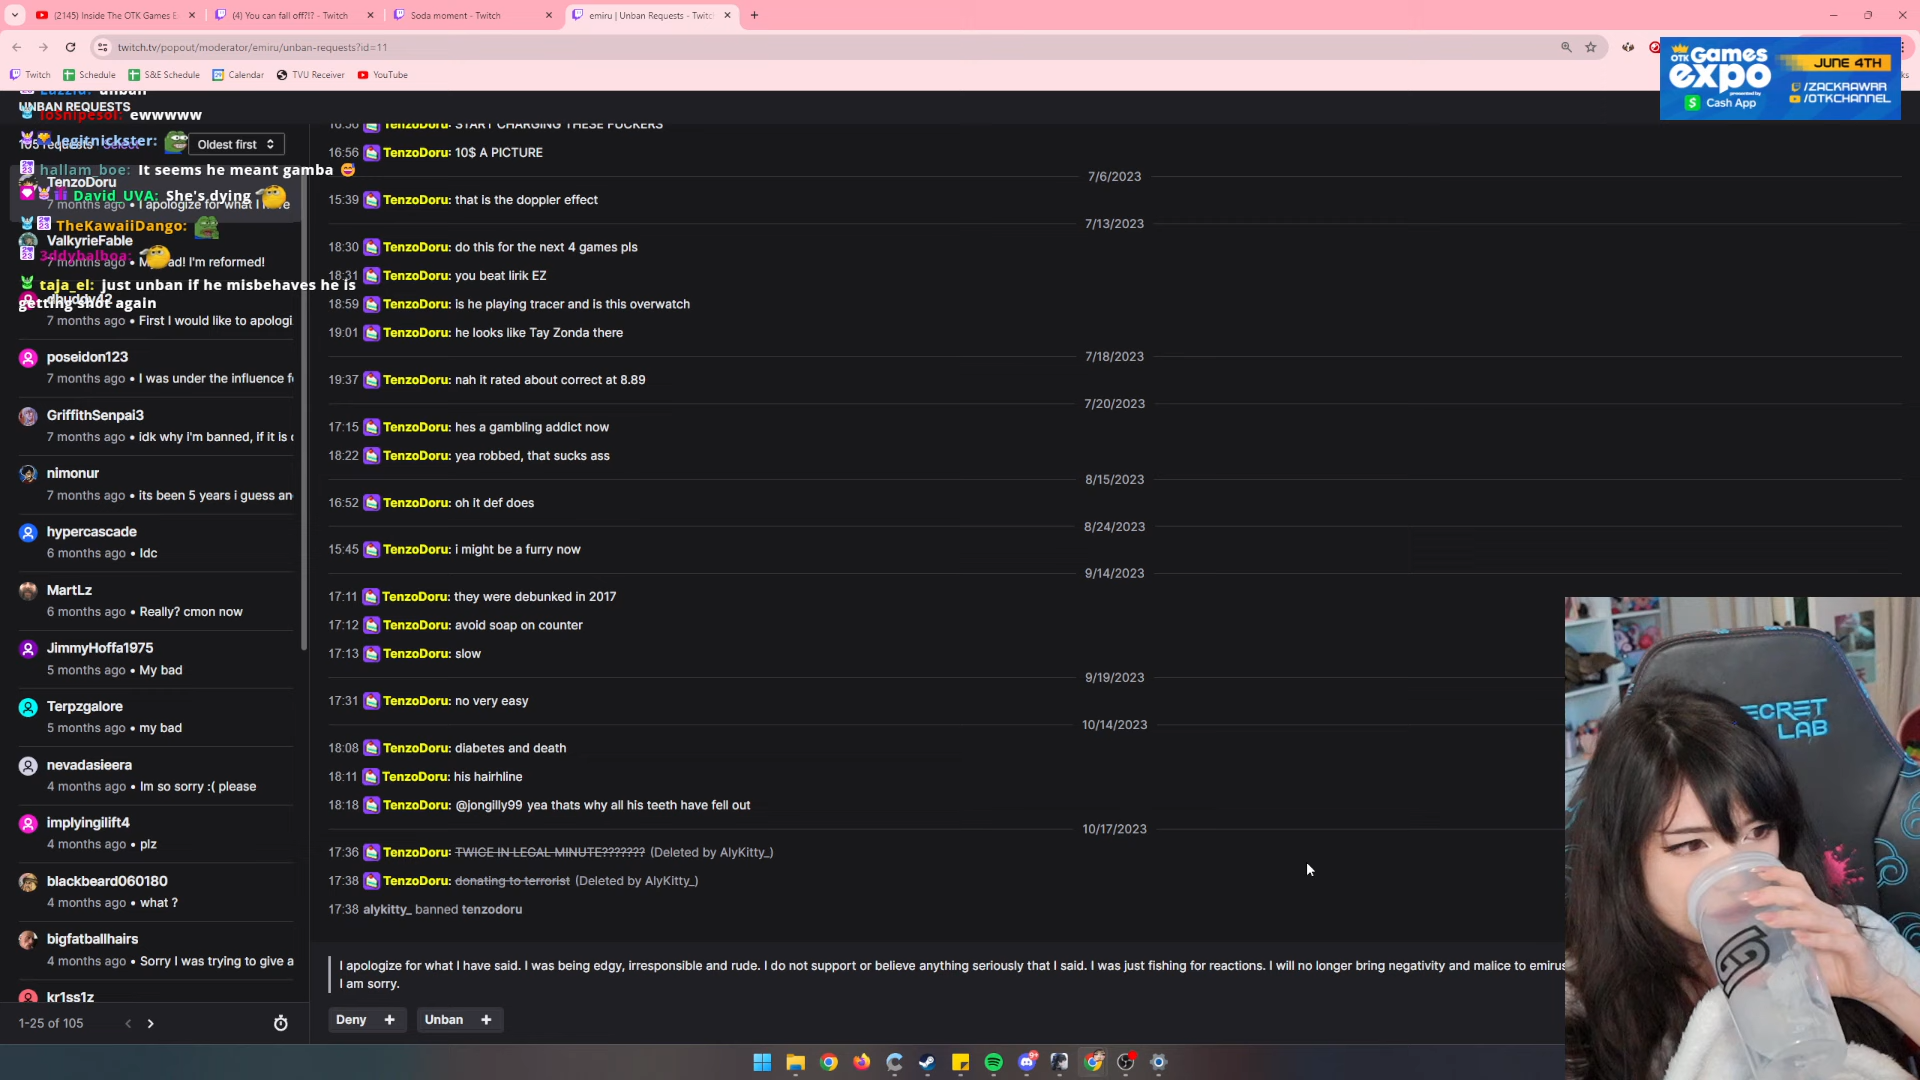 (2145) Inside The OTK Games E
(4) You can fall off?!? - Twitch
Soda moment - Twitch
emiru | Unban Requests - Twitc
twitch.tv/popout/moderator/emiru/unban-requests?id=11
Twitch
Schedule
S&E Schedule
Calendar
TVU Receiver
YouTube
OTK Games expo
presented by
Cash App
JUNE 4TH
/ZACKRAWRR
/OTKCHANNEL
UNBAN REQUESTS
105 requests
Select
Oldest first
unban
ewwwww
legitnickster:
hallam_boe: It seems he meant gamba
David_UVA: She's dying
TheKawaiiDango:
3ddybalboa:
taja_el: just unban if he misbehaves he is
getting shot again
TenzoDoru
7 months ago • I apologize for what I have
ValkyrieFable
7 months ago • My bad! I'm reformed!
7 months ago • First I would like to apologi
poseidon123
7 months ago • I was under the influence f
GriffithSenpai3
7 months ago • idk why I'm banned, if it is
nimonur
7 months ago • its been 5 years i guess an
hypercascade
6 months ago • Idc
MartLz
6 months ago • Really? cmon now
JimmyHoffa1975
5 months ago • My bad
Terpzgalore
5 months ago • my bad
nevadasieera
4 months ago • Im so sorry :( please
implyingilift4
4 months ago • plz
blackbeard060180
4 months ago • what ?
bigfatballhairs
4 months ago • Sorry I was trying to give a
kr1ss1z
1-25 of 105
16:56 TenzoDoru: START CHARGING THESE FUCKERS
16:56 TenzoDoru: 10$ A PICTURE
7/6/2023
15:39 TenzoDoru: that is the doppler effect
7/13/2023
18:30 TenzoDoru: do this for the next 4 games pls
18:31 TenzoDoru: you beat lirik EZ
18:59 TenzoDoru: is he playing tracer and is this overwatch
19:01 TenzoDoru: he looks like Tay Zonda there
7/18/2023
19:37 TenzoDoru: nah it rated about correct at 8.89
7/20/2023
17:15 TenzoDoru: hes a gambling addict now
18:22 TenzoDoru: yea robbed, that sucks ass
8/15/2023
16:52 TenzoDoru: oh it def does
8/24/2023
15:45 TenzoDoru: i might be a furry now
9/14/2023
17:11 TenzoDoru: they were debunked in 2017
17:12 TenzoDoru: avoid soap on counter
17:13 TenzoDoru: slow
9/19/2023
17:31 TenzoDoru: no very easy
10/14/2023
18:08 TenzoDoru: diabetes and death
18:11 TenzoDoru: his hairhline
18:18 TenzoDoru: @jongilly99 yea thats why all his teeth have fell out
10/17/2023
17:36 TenzoDoru: TWICE IN LEGAL MINUTE??????? (Deleted by AlyKitty_)
17:38 TenzoDoru: donating to terrorist (Deleted by AlyKitty_)
17:38 alykitty_ banned tenzodoru
I apologize for what I have said. I was being edgy, irresponsible and rude. I do not support or believe anything seriously that I said. I was just fishing for reactions. I will no longer bring negativity and malice to emirus
I am sorry.
Deny +
Unban +
SECRET
LAB